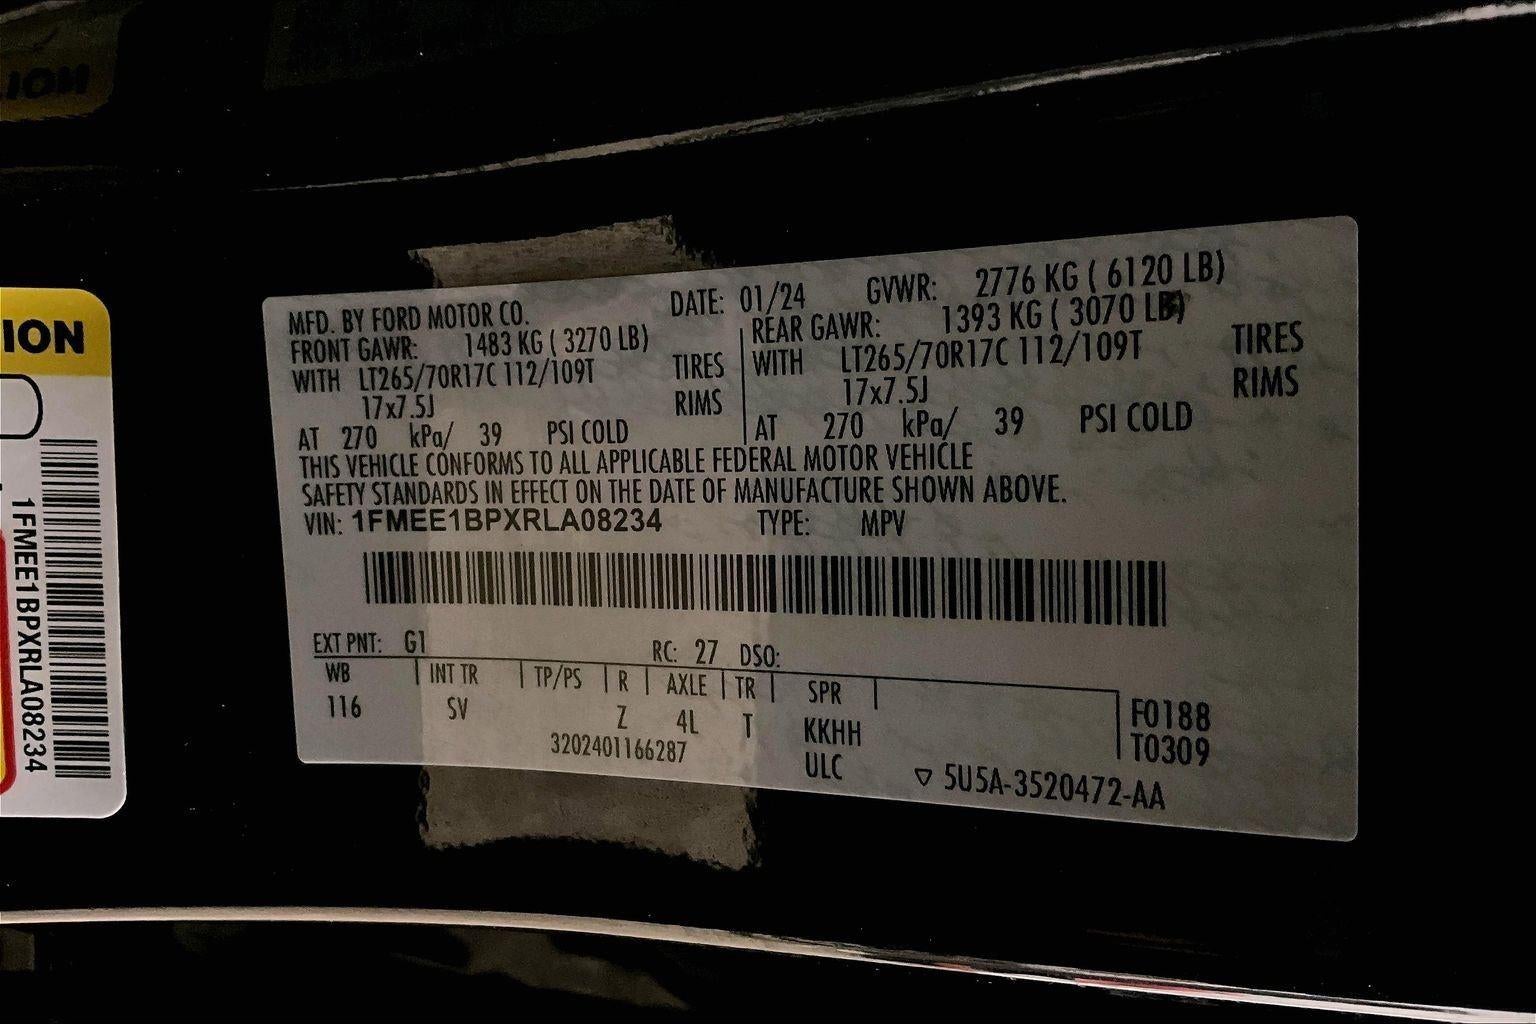 ION
1FMEE1BPXRLA08234
MFD. BY FORD MOTOR CO. DATE: 01/24 GVWR: 2776 KG ( 6120 LB)
FRONT GAWR: 1483 KG ( 3270 LB) REAR GAWR: 1393 KG ( 3070 LB)
WITH LT265/70R17C 112/109T TIRES WITH LT265/70R17C 112/109T TIRES
17x7.5J RIMS 17x7.5J RIMS
AT 270 kPa/ 39 PSI COLD AT 270 kPa/ 39 PSI COLD
THIS VEHICLE CONFORMS TO ALL APPLICABLE FEDERAL MOTOR VEHICLE
SAFETY STANDARDS IN EFFECT ON THE DATE OF MANUFACTURE SHOWN ABOVE.
VIN: 1FMEE1BPXRLA08234 TYPE: MPV
EXT PNT: G1 RC: 27 DSO:
WB INT TR TP/PS R AXLE TR SPR
116 SV Z 4L T KKHH F0188
3202401166287 ULC T0309
▽ 5U5A-3520472-AA